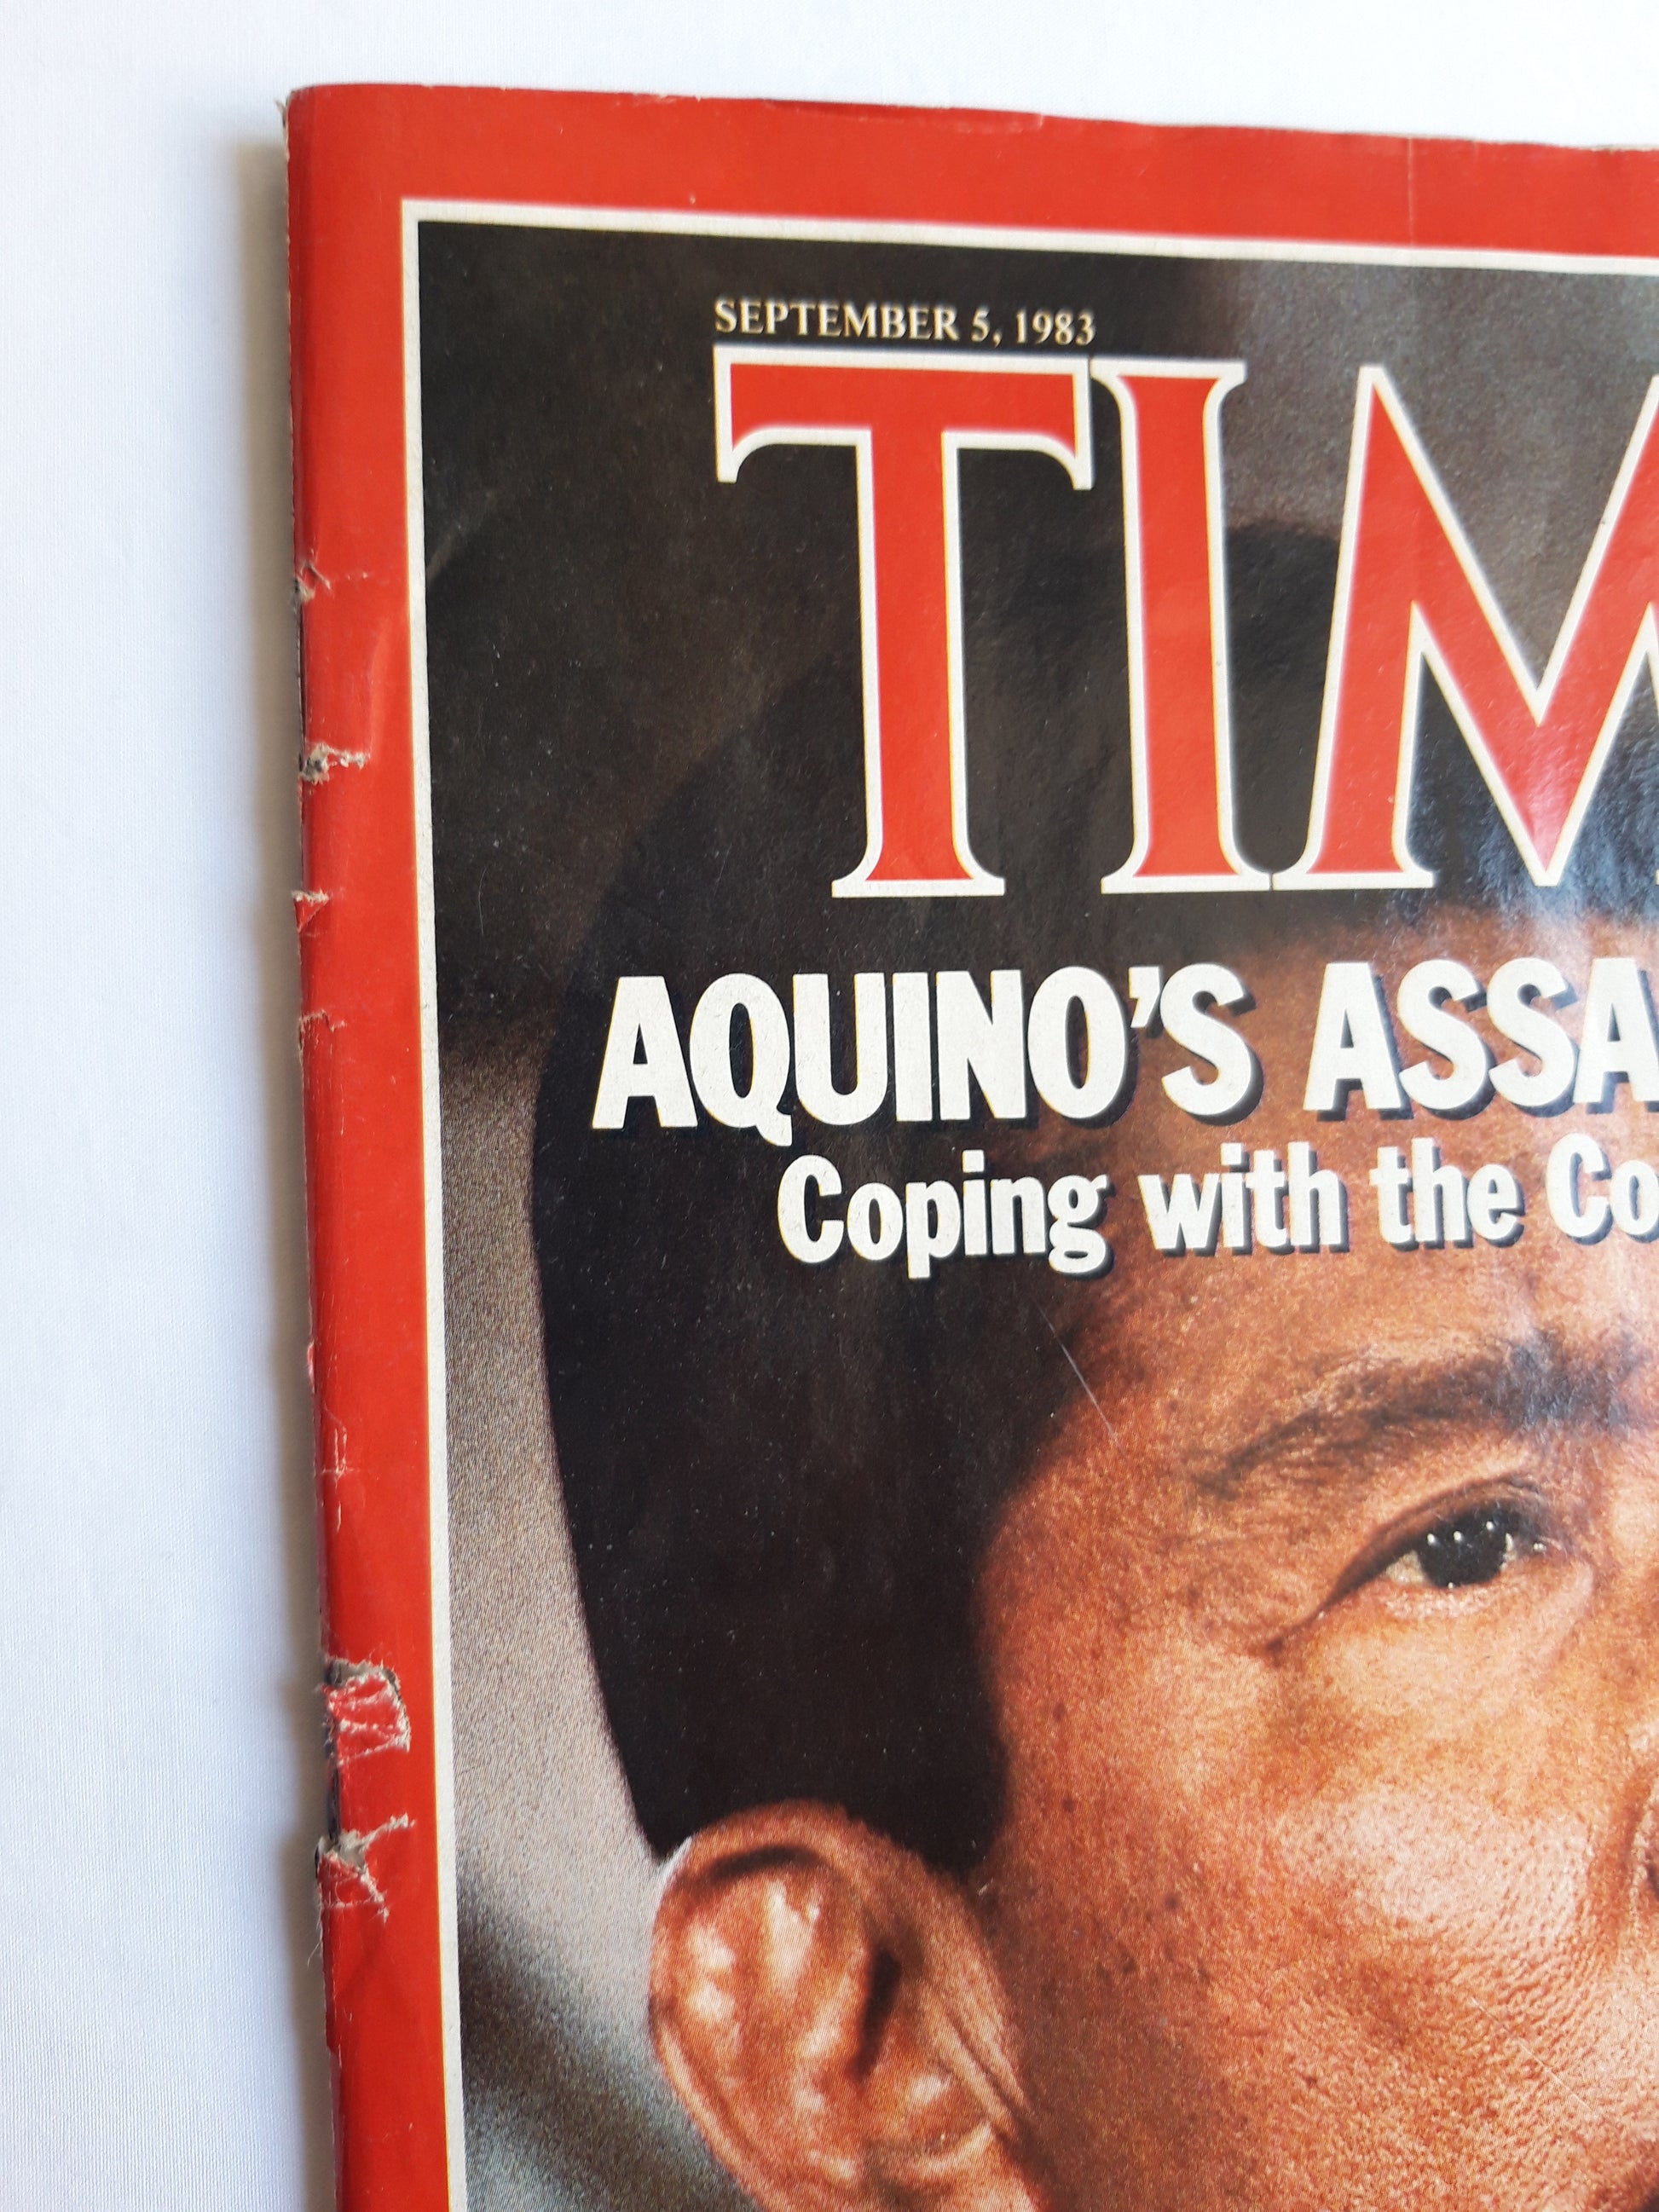 SEPTEMBER 5, 1983
TIM
AQUINO'S ASSA
Coping with the Co